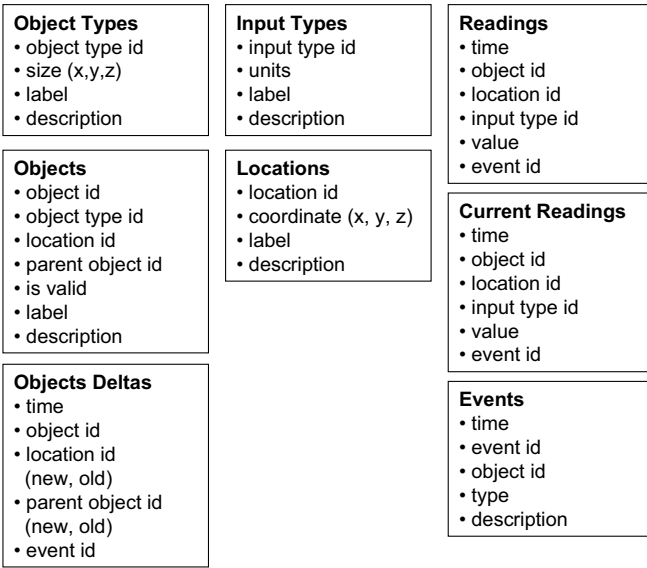 Object Types
• object type id
• size (x,y,z)
• label
• description
Objects
• object id
• object type id
• location id
• parent object id
• is valid
• label
• description
Objects Deltas
• time
• object id
• location id
(new, old)
• parent object id
(new, old)
• event id
Input Types
• input type id
• units
• label
• description
Locations
• location id
• coordinate (x, y, z)
• label
• description
Readings
• time
• object id
• location id
• input type id
• value
• event id
Current Readings
• time
• object id
• location id
• input type id
• value
• event id
Events
• time
• event id
• object id
• type
• description